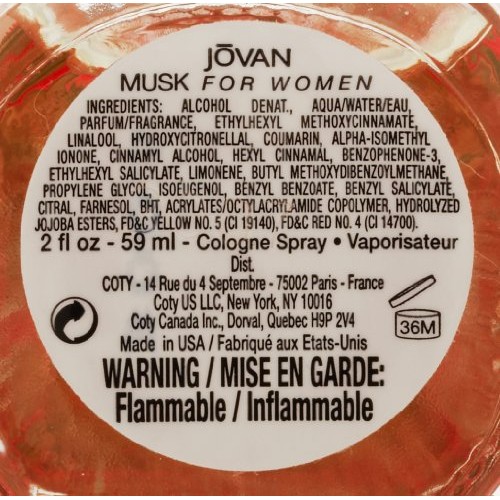 JŌVAN
MUSK FOR WOMEN
INGREDIENTS: ALCOHOL DENAT., AQUA/WATER/EAU,
PARFUM/FRAGRANCE, ETHYLHEXYL METHOXYCINNAMATE,
LINALOOL, HYDROXYCITRONELLAL, COUMARIN, ALPHA-ISOMETHYL
IONONE, CINNAMYL ALCOHOL, HEXYL CINNAMAL, BENZOPHENONE-3,
ETHYLHEXYL SALICYLATE, LIMONENE, BUTYL METHOXYDIBENZOYLMETHANE,
PROPYLENE GLYCOL, ISOEUGENOL, BENZYL BENZOATE, BENZYL SALICYLATE,
CITRAL, FARNESOL, BHT, ACRYLATES/OCTYLACRYLAMIDE COPOLYMER, HYDROLYZED
JOJOBA ESTERS, FD&C YELLOW NO. 5 (CI 19140), FD&C RED NO. 4 (CI 14700).
2 fl oz - 59 ml - Cologne Spray • Vaporisateur
Dist.
COTY - 14 Rue du 4 Septembre - 75002 Paris - France
Coty US LLC, New York, NY 10016
Coty Canada Inc., Dorval, Quebec H9P 2V4
36M
Made in USA / Fabriqué aux Etats-Unis
WARNING / MISE EN GARDE:
Flammable / Inflammable